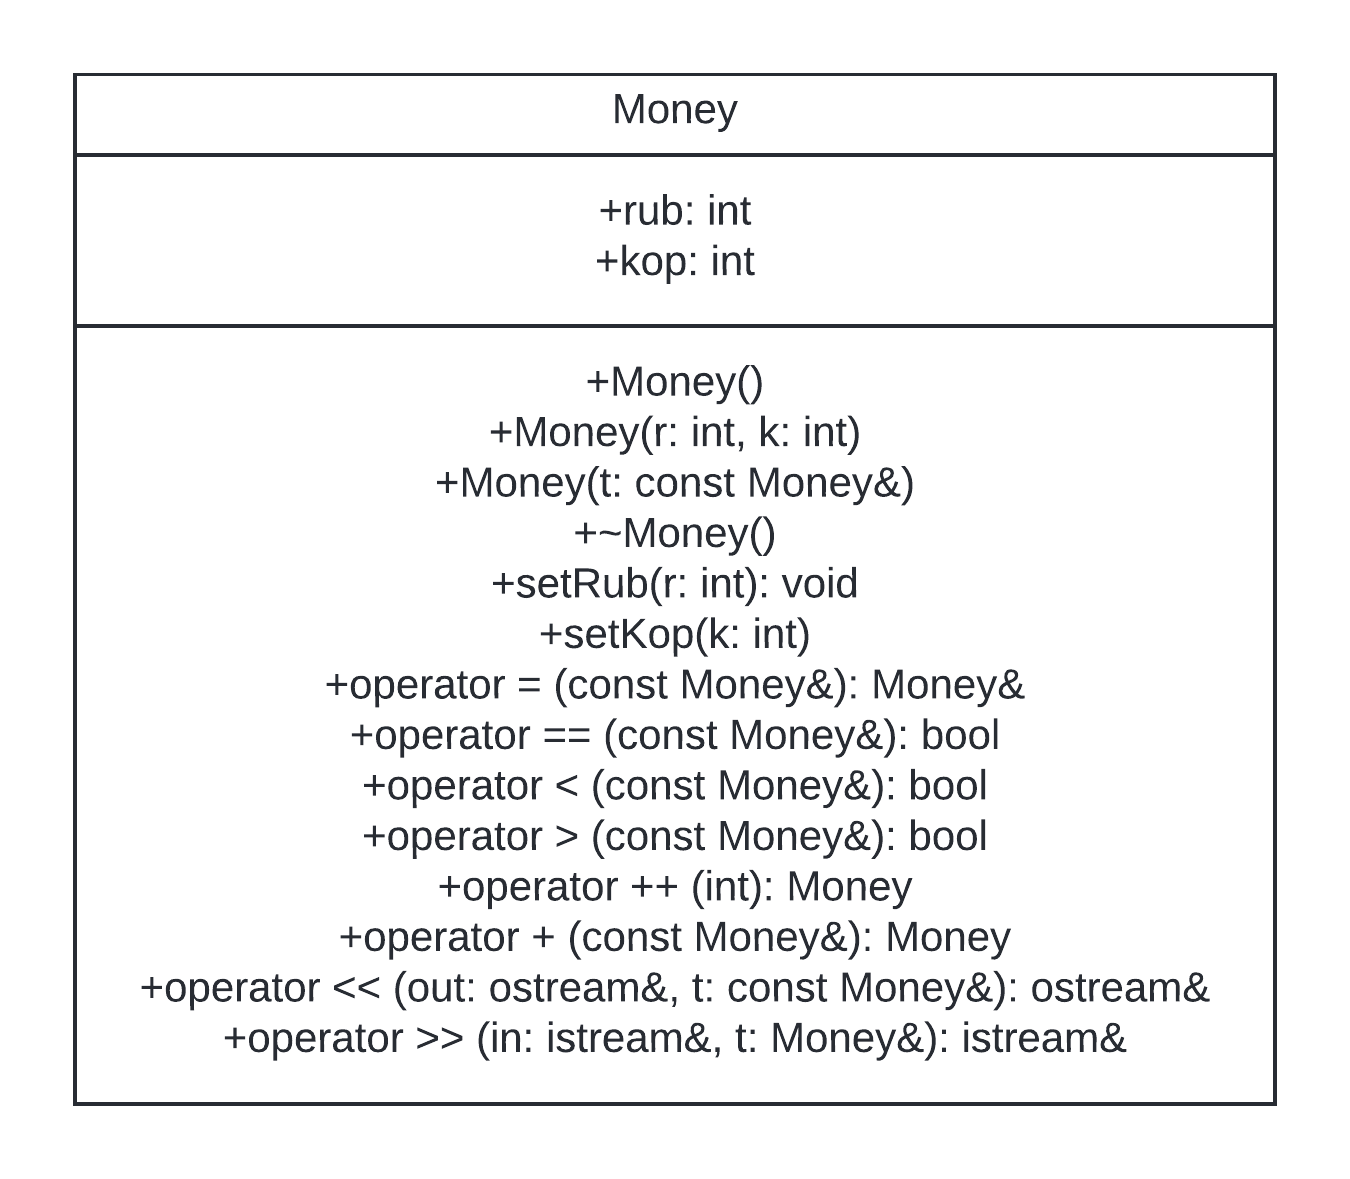 Money
+rub: int
+kop: int
+Money()
+Money(r: int, k: int)
+Money(t: const Money&)
+~Money()
+setRub(r: int): void
+setKop(k: int)
+operator = (const Money&): Money&
+operator == (const Money&): bool
+operator < (const Money&): bool
+operator > (const Money&): bool
+operator ++ (int): Money
+operator + (const Money&): Money
+operator << (out: ostream&, t: const Money&): ostream&
+operator >> (in: istream&, t: Money&): istream&